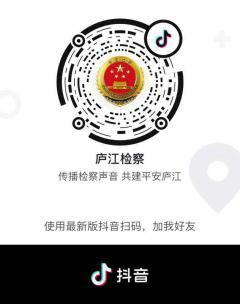 庐江检察
传播检察声音 共建平安庐江
使用最新版抖音扫码，加我好友
抖音